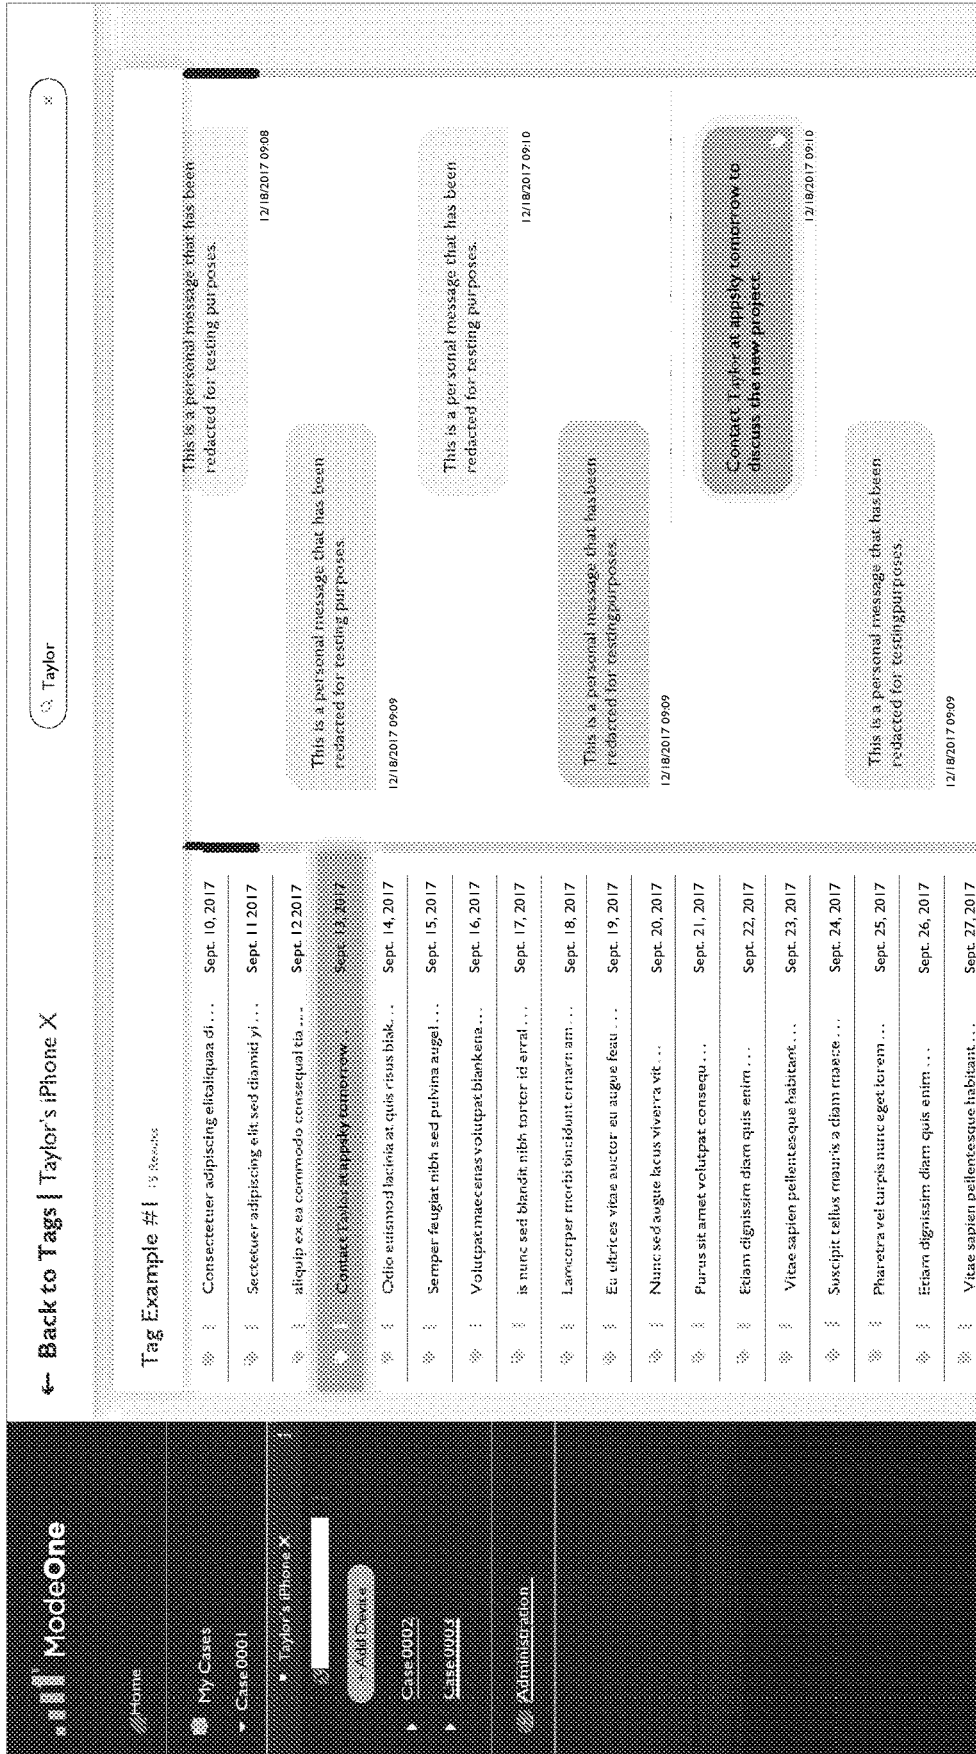 ModeOne
Home
My Cases
Case0001
Taylor's iPhone X
Add Device
Case0002
Case0003
Administration
← Back to Tags | Taylor's iPhone X
Taylor
Tag Example #1 15 Results
Consectetuer adipiscing elitaliquaa di... Sept. 10, 2017
Sectetuer adipiscing elit sed diamid yi... Sept. 11 2017
aliquip ex ea commodo consequal tia.... Sept. 12 2017
Contact Taylor at appsky tomorrow... Sept. 13, 2017
Odio euismod lacinia at quis risus blak... Sept. 14, 2017
Semper feugiat nibh sed pulvina augel... Sept. 15, 2017
Volutpat maecenas voluptpat blankena... Sept. 16, 2017
is nunc sed blandit nibh tortor id erral... Sept. 17, 2017
Lamcorper morbi tincidunt ornarn am... Sept. 18, 2017
Eu ultrices vitae auctor eu augue feau ... Sept. 19, 2017
Nunc sed augue lacus viverra vit... Sept. 20, 2017
Purus sit amet volutpat consequ a... Sept. 21, 2017
Etiam dignissim diam quis enim... Sept. 22, 2017
Vitae sapien pellentesque habitant... Sept. 23, 2017
Suscipit tellus mauris a diam maece... Sept. 24, 2017
Pharetra vel turpis nunc eget lorem... Sept. 25, 2017
Etiam dignissim diam quis enim ... Sept. 26, 2017
Vitae sapien pellentesque habitant... Sept. 27, 2017
This is a personal message that has been
redacted for testing purposes.
12/18/2017 09:08
This is a personal message that has been
redacted for testing purposes.
12/18/2017 09:09
This is a personal message that has been
redacted for testing purposes.
12/18/2017 09:10
This is a personal message that hasbeen
redacted for testingpurposes.
12/18/2017 09:09
Contact Taylor at appsky tomorrow to
discuss the new project.
12/18/2017 09:10
This is a personal message that hasbeen
redacted for testingpurposes.
12/18/2017 09:09